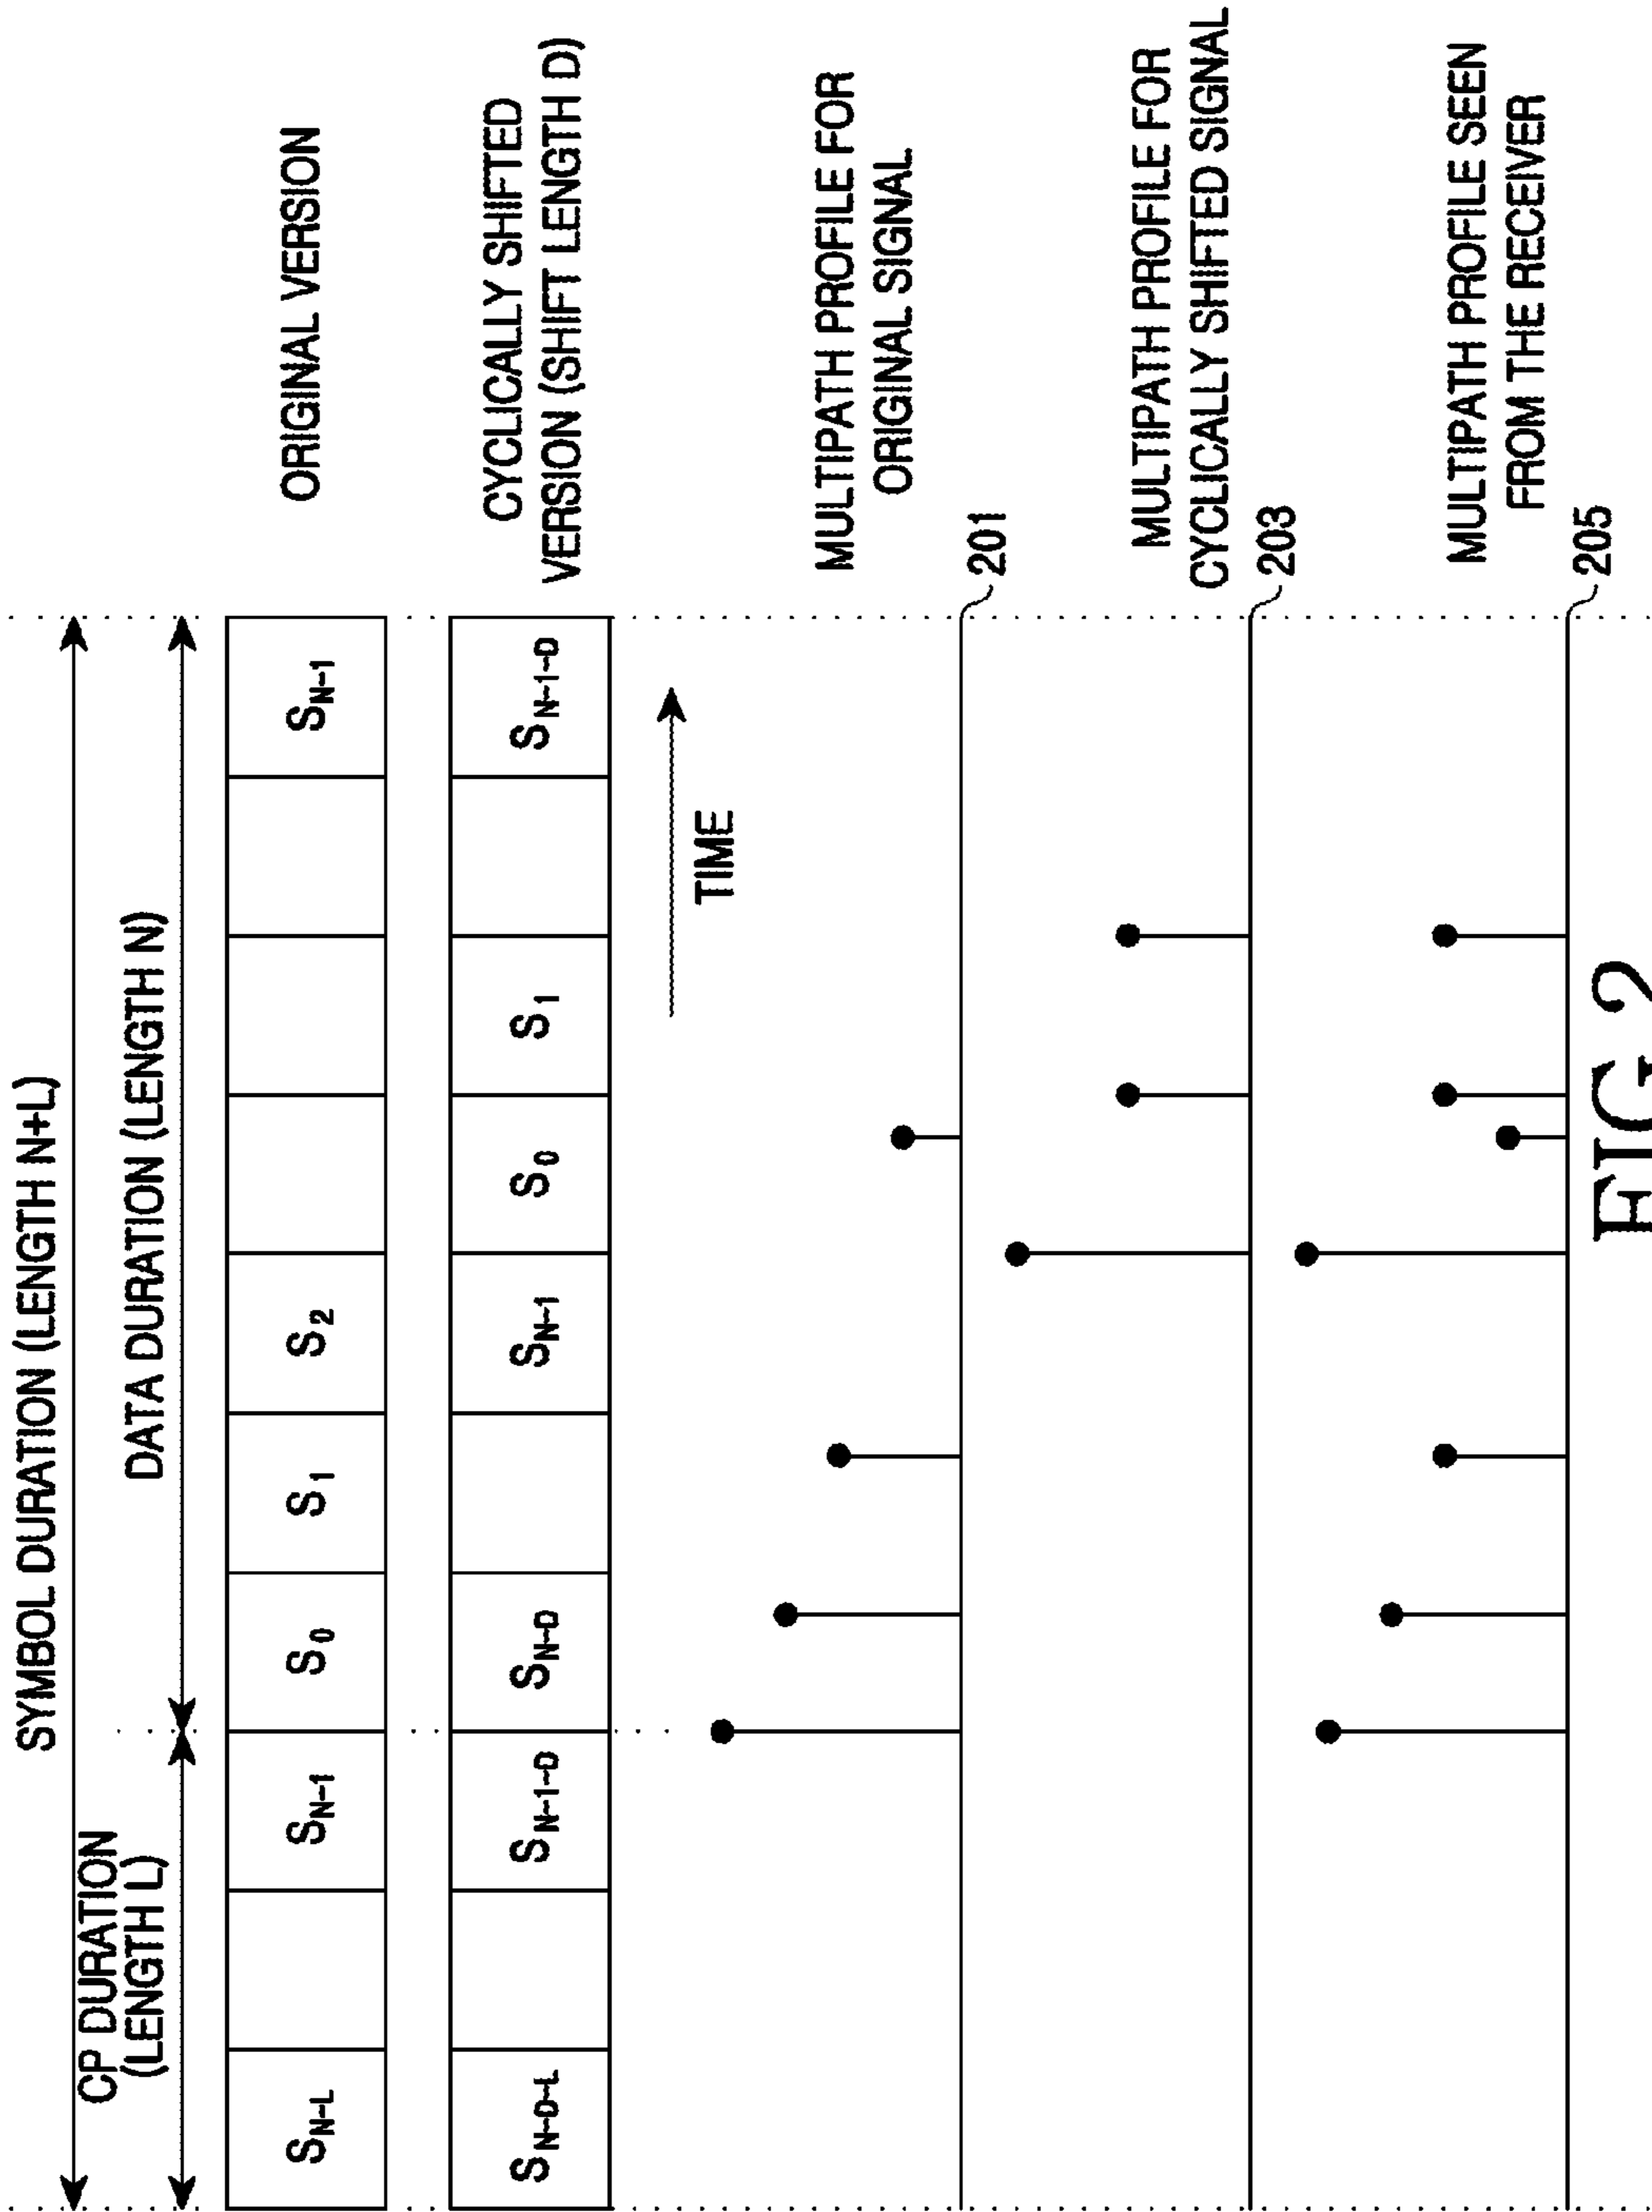 SYMBOL DURATION (LENGTH N+L)
CP DURATION
(LENGTH L)
DATA DURATION (LENGTH N)
S_{N-L} S_{N-1} S_0 S_1 S_2 S_{N-1}
ORIGINAL VERSION
S_{N-D-L} S_{N-1-D} S_{N-D} S_{N-1} S_0 S_1 S_{N-1-D}
CYCLICALLY SHIFTED
VERSION (SHIFT LENGTH D)
TIME
MULTIPATH PROFILE FOR
ORIGINAL SIGNAL
201
MULTIPATH PROFILE FOR
CYCLICALLY SHIFTED SIGNAL
203
MULTIPATH PROFILE SEEN
FROM THE RECEIVER
205
FIG 2